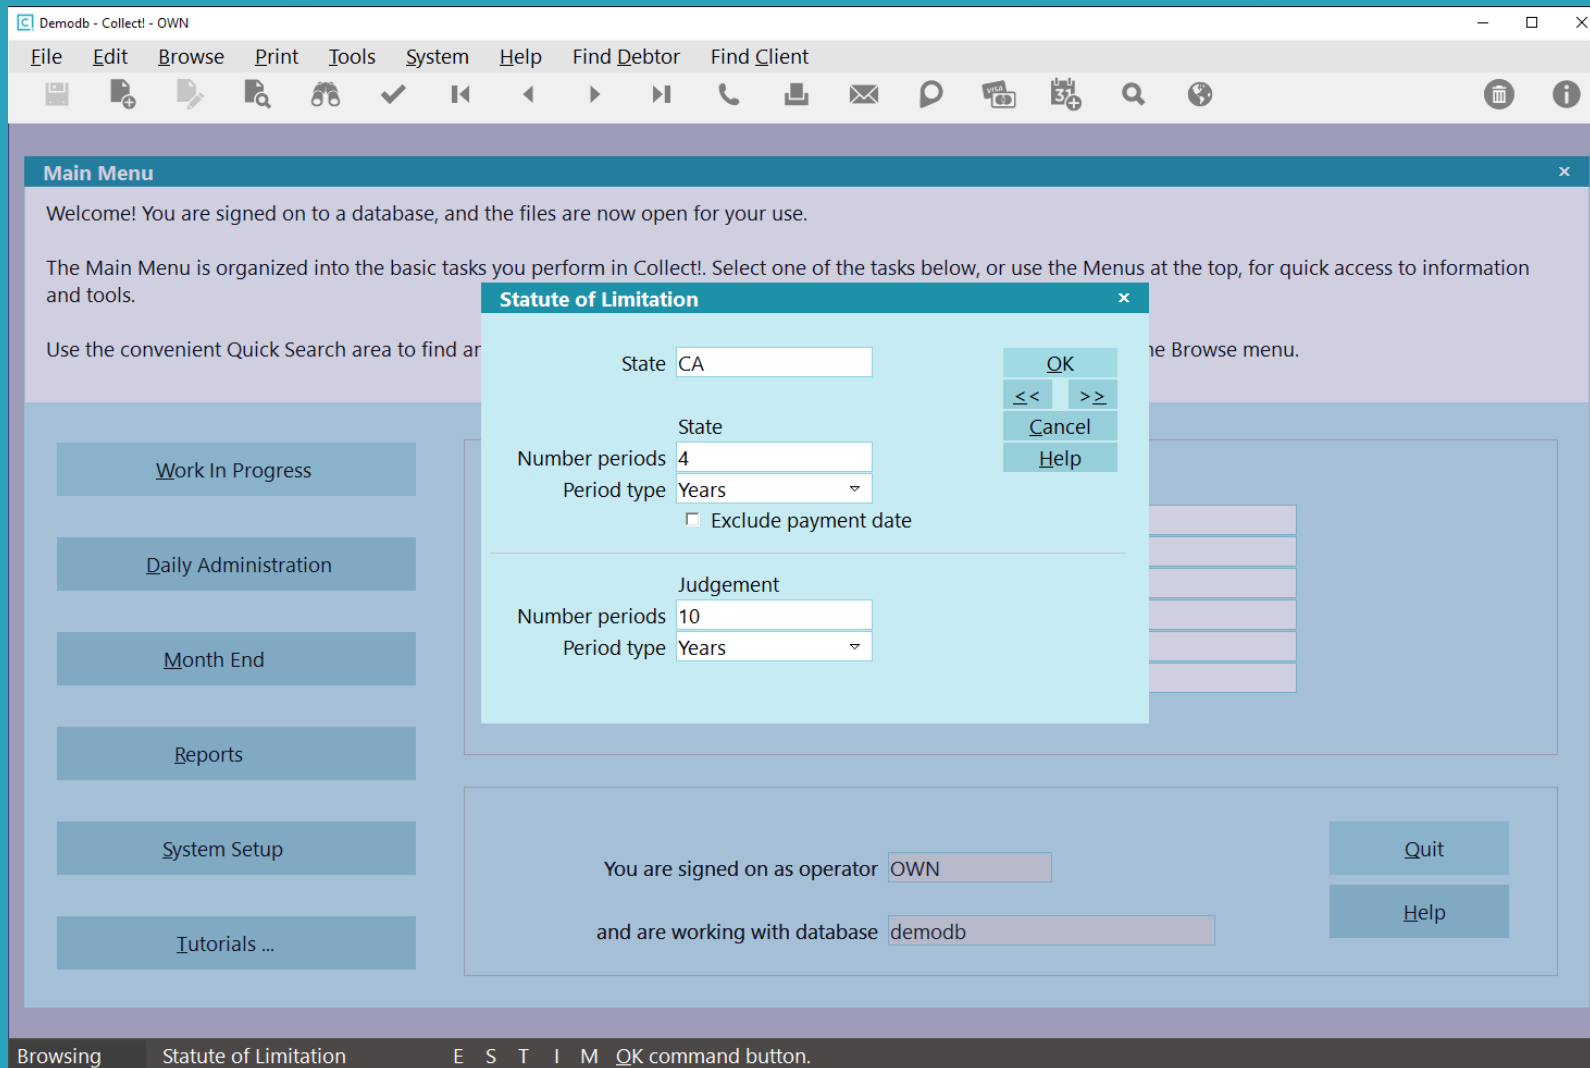 Demodb - Collect! - OWN
File Edit Browse Print Tools System Help Find Debtor Find Client
VISA
31
Main Menu
Welcome! You are signed on to a database, and the files are now open for your use.
The Main Menu is organized into the basic tasks you perform in Collect!. Select one of the tasks below, or use the Menus at the top, for quick access to information
and tools.
Use the convenient Quick Search area to find
he Browse menu.
Statute of Limitation
State CA
OK
<< >>
Cancel
Help
State
Number periods 4
Period type Years
Exclude payment date
Judgement
Number periods 10
Period type Years
Work In Progress
Daily Administration
Month End
Reports
System Setup
Tutorials ...
You are signed on as operator OWN
and are working with database demodb
Quit
Help
Browsing Statute of Limitation E S T I M OK command button.